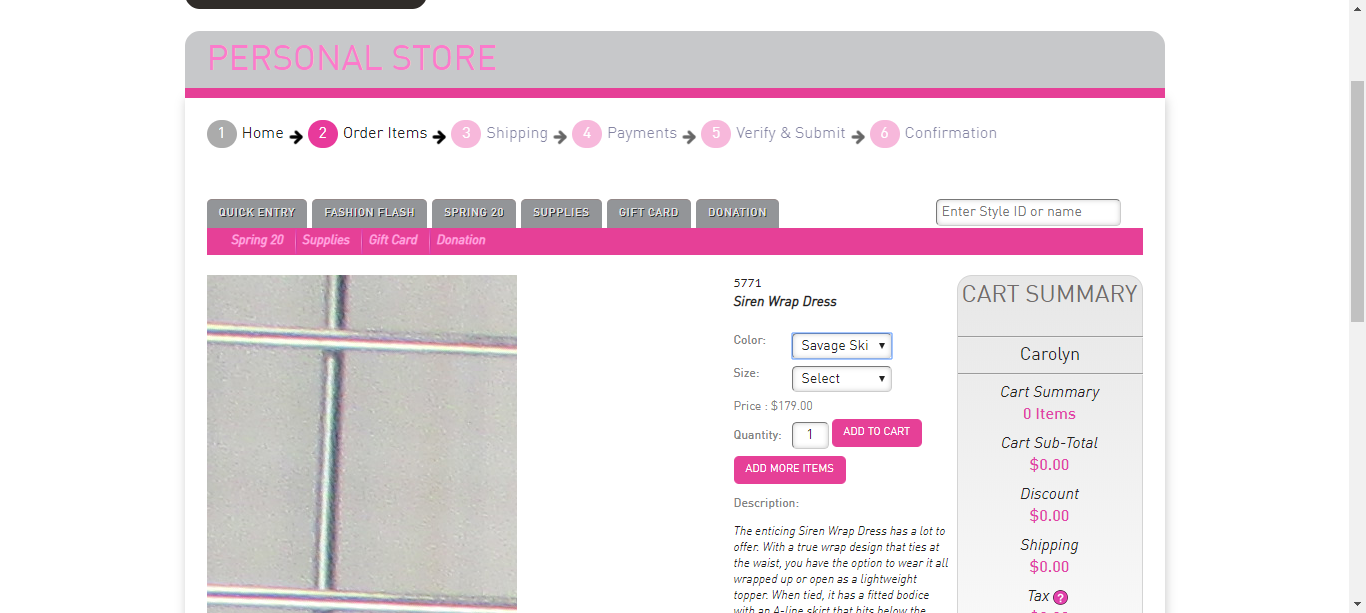 PERSONAL STORE
1 Home 2 Order Items 3 Shipping 4 Payments 5 Verify & Submit 6 Confirmation
QUICK ENTRY FASHION FLASH SPRING 20 SUPPLIES GIFT CARD DONATION
Enter Style ID or name
Spring 20 Supplies Gift Card Donation
5771
Siren Wrap Dress
Color: Savage Ski
Size: Select
Price : $179.00
Quantity: 1 ADD TO CART
ADD MORE ITEMS
Description:
The enticing Siren Wrap Dress has a lot to
offer. With a true wrap design that ties at
the waist, you have the option to wear it all
wrapped up or open as a lightweight
topper. When tied, it has a fitted bodice
with an A-line skirt that hits below the
CART SUMMARY
Carolyn
Cart Summary
0 Items
Cart Sub-Total
$0.00
Discount
$0.00
Shipping
$0.00
Tax ?